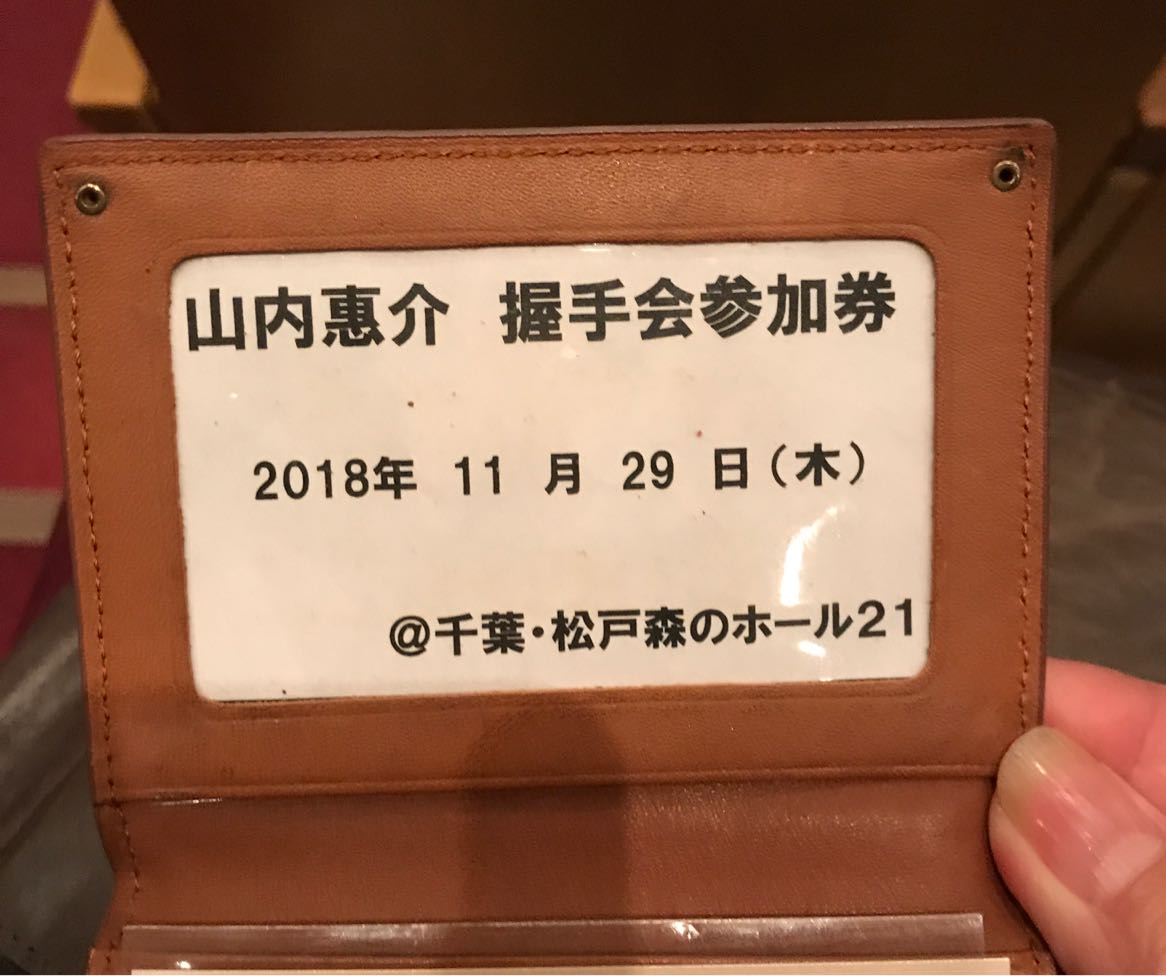 山内惠介 握手会参加券
2018年 11 月 29 日(木)
@千葉・松戸森のホール21